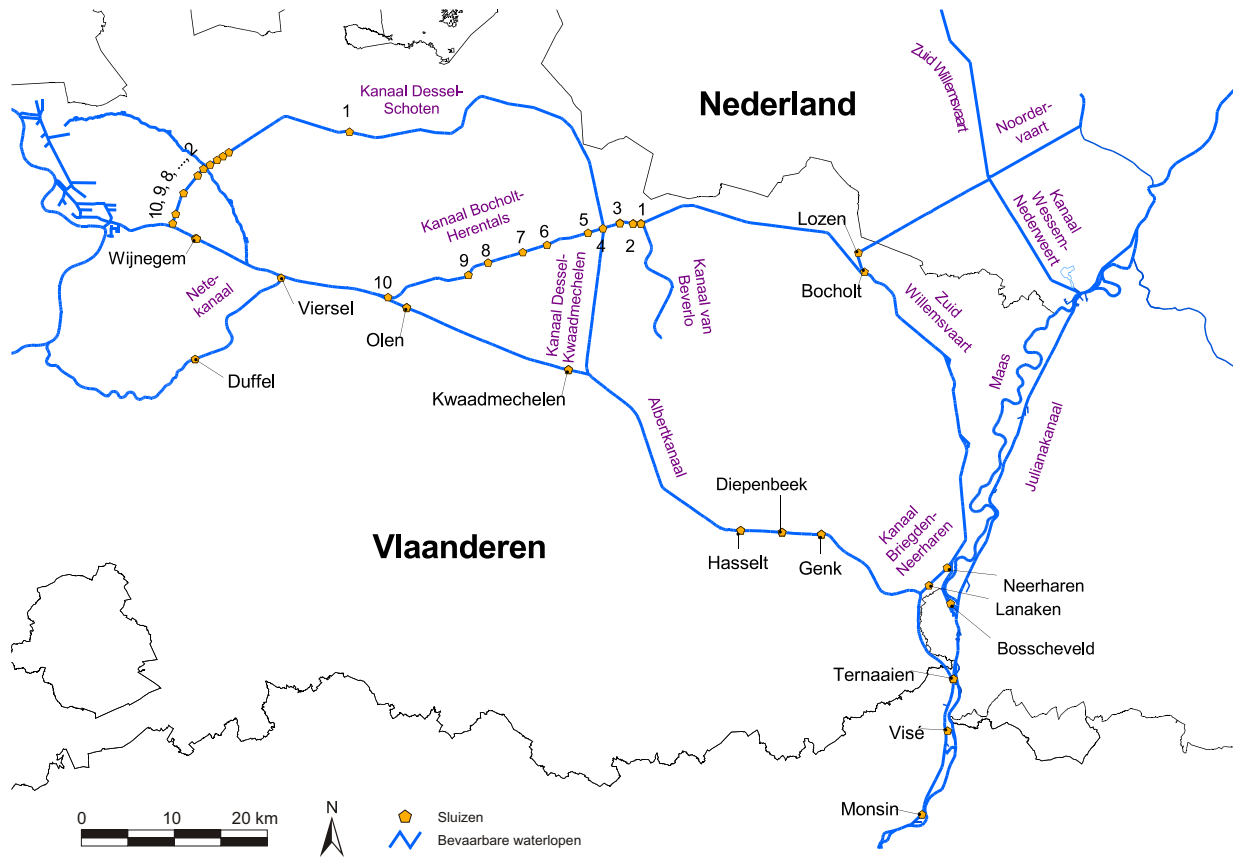 Kanaal Dessel-
Schoten
1
Nederland
Zuid Willemsvaart
Noorder-
vaart
10, 9, 8, ..., 2
Kanaal
Wessem-
Nederweert
Kanaal Bocholt-
Herentals
5
3
1
4
2
6
7
8
9
10
Lozen
Bocholt
Wijnegem
Nete-
kanaal
Viersel
Olen
Kanaal Dessel-
Kwaadmechelen
Kanaal van
Beverlo
Zuid
Willemsvaart
Duffel
Kwaadmechelen
Maas
Julianakanaal
Albertkanaal
Diepenbeek
Hasselt
Genk
Kanaal
Briegden-
Neerharen
Vlaanderen
Neerharen
Lanaken
Bosscheveld
Ternaaien
Visé
Monsin
0 10 20 km
N
Sluizen
Bevaarbare waterlopen